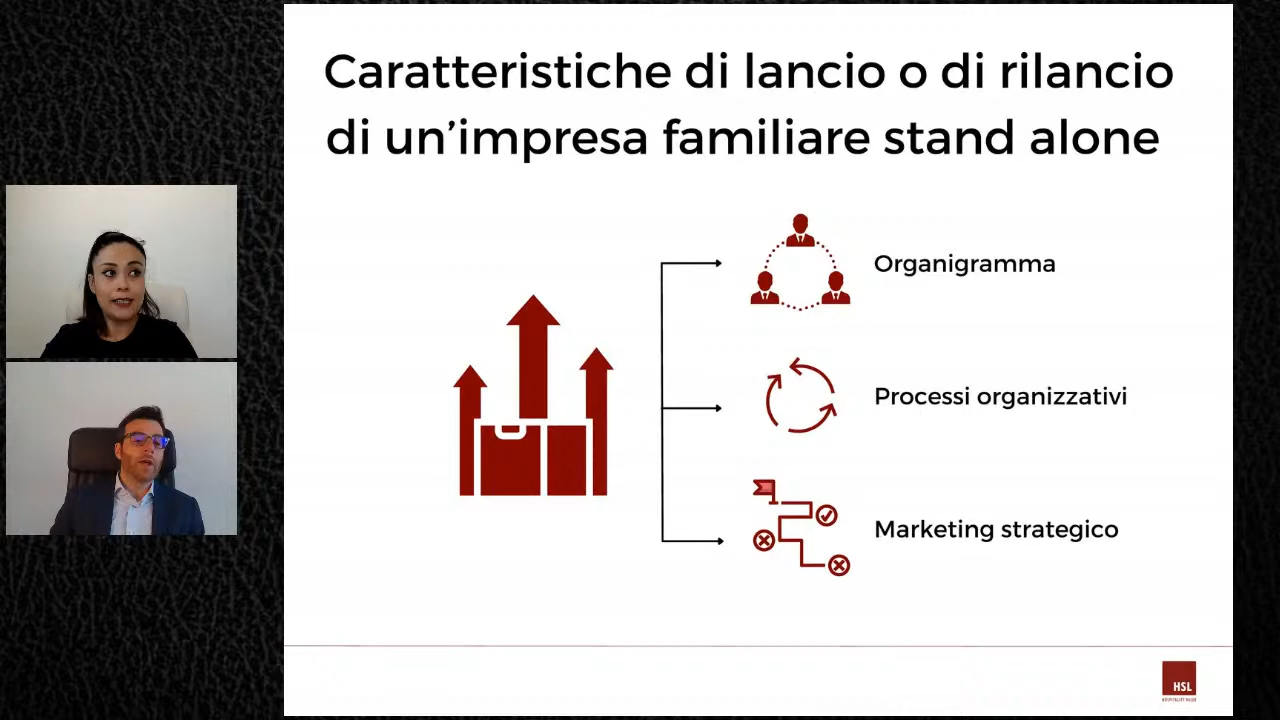 Caratteristiche di lancio o di rilancio
di un’impresa familiare stand alone
Organigramma
Processi organizzativi
Marketing strategico
HSL